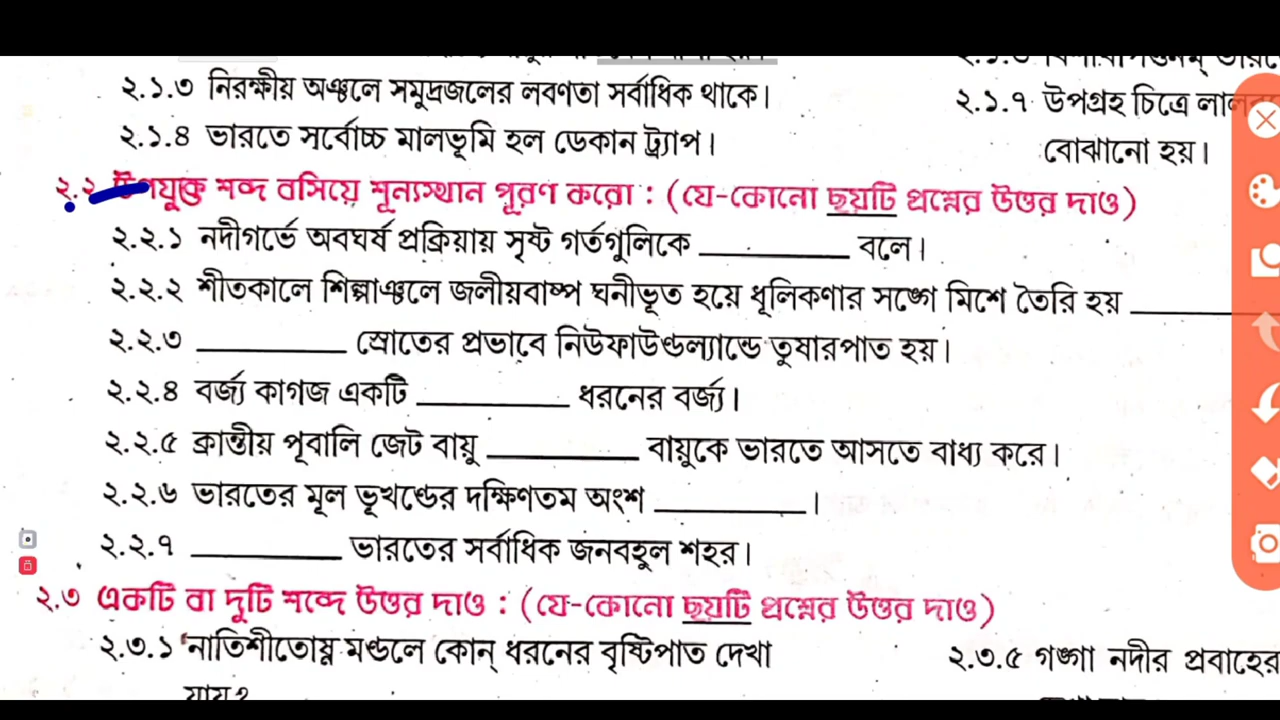 ২.১.৩ নিরক্ষীয় অঞ্চলে সমুদ্রজলের লবণতা সর্বাধিক থাকে।
২.১.৪ ভারতে সর্বোচ্চ মালভূমি হল ডেকান ট্র্যাপ।
২.১.৭ উপগ্রহ চিত্রে
বোঝানো হয়।
২.২ উপযুক্ত শব্দ বসিয়ে শূন্যস্থান পূরণ করো : (যে-কোনো ছয়টি প্রশ্নের উত্তর দাও)
২.২.১ নদীগর্ভে অবঘর্ষ প্রক্রিয়ায় সৃষ্ট গর্তগুলিকে __________ বলে।
২.২.২ শীতকালে শিল্পাঞ্চলে জলীয়বাষ্প ঘনীভূত হয়ে ধূলিকণার সঙ্গে মিশে তৈরি হয় __________
২.২.৩ __________ স্রোতের প্রভাবে নিউফাউন্ডল্যান্ডে তুষারপাত হয়।
২.২.৪ বর্জ্য কাগজ একটি __________ ধরনের বর্জ্য।
২.২.৫ ক্রান্তীয় পূবালি জেট বায়ু __________ বায়ুকে ভারতে আসতে বাধ্য করে।
২.২.৬ ভারতের মূল ভূখণ্ডের দক্ষিণতম অংশ __________।
২.২.৭ __________ ভারতের সর্বাধিক জনবহুল শহর।
২.৩ একটি বা দুটি শব্দে উত্তর দাও : (যে-কোনো ছয়টি প্রশ্নের উত্তর দাও)
২.৩.১ নাতিশীতোষ্ণ মণ্ডলে কোন্ ধরনের বৃষ্টিপাত দেখা
২.৩.৫ গঙ্গা নদীর প্রবাহের